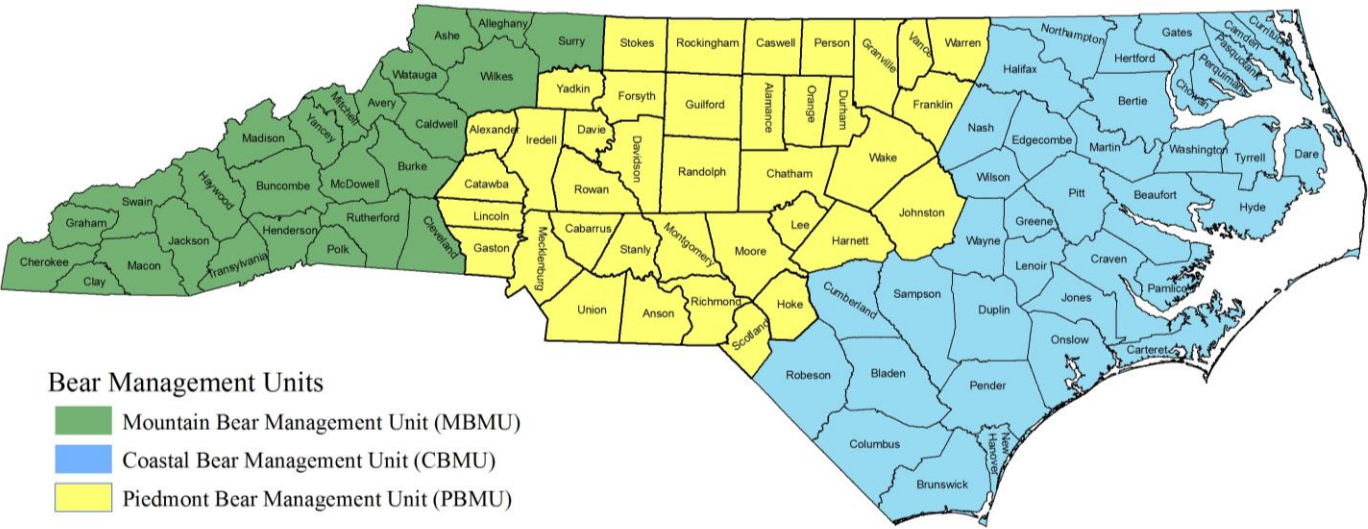 Ashe
Alleghany
Surry
Stokes
Rockingham
Caswell
Person
Granville
Vance
Warren
Northampton
Gates
Camden
Currituck
Pasquotank
Perquimans
Chowan
Halifax
Hertford
Bertie
Watauga
Wilkes
Yadkin
Forsyth
Guilford
Alamance
Orange
Durham
Franklin
Nash
Edgecombe
Martin
Washington
Tyrrell
Dare
Mitchell
Avery
Caldwell
Alexander
Iredell
Davie
Davidson
Randolph
Chatham
Wake
Wilson
Pitt
Beaufort
Hyde
Madison
Yancey
Burke
Catawba
Rowan
Johnston
Greene
Swain
Haywood
Buncombe
McDowell
Lincoln
Lee
Harnett
Wayne
Lenoir
Craven
Pamlico
Graham
Jackson
Henderson
Rutherford
Cleveland
Gaston
Mecklenburg
Cabarrus
Stanly
Montgomery
Moore
Cherokee
Macon
Clay
Transylvania
Polk
Union
Anson
Richmond
Scotland
Hoke
Cumberland
Sampson
Duplin
Jones
Onslow
Carteret
Robeson
Bladen
Pender
Columbus
New
Hanover
Brunswick
Bear Management Units
Mountain Bear Management Unit (MBMU)
Coastal Bear Management Unit (CBMU)
Piedmont Bear Management Unit (PBMU)